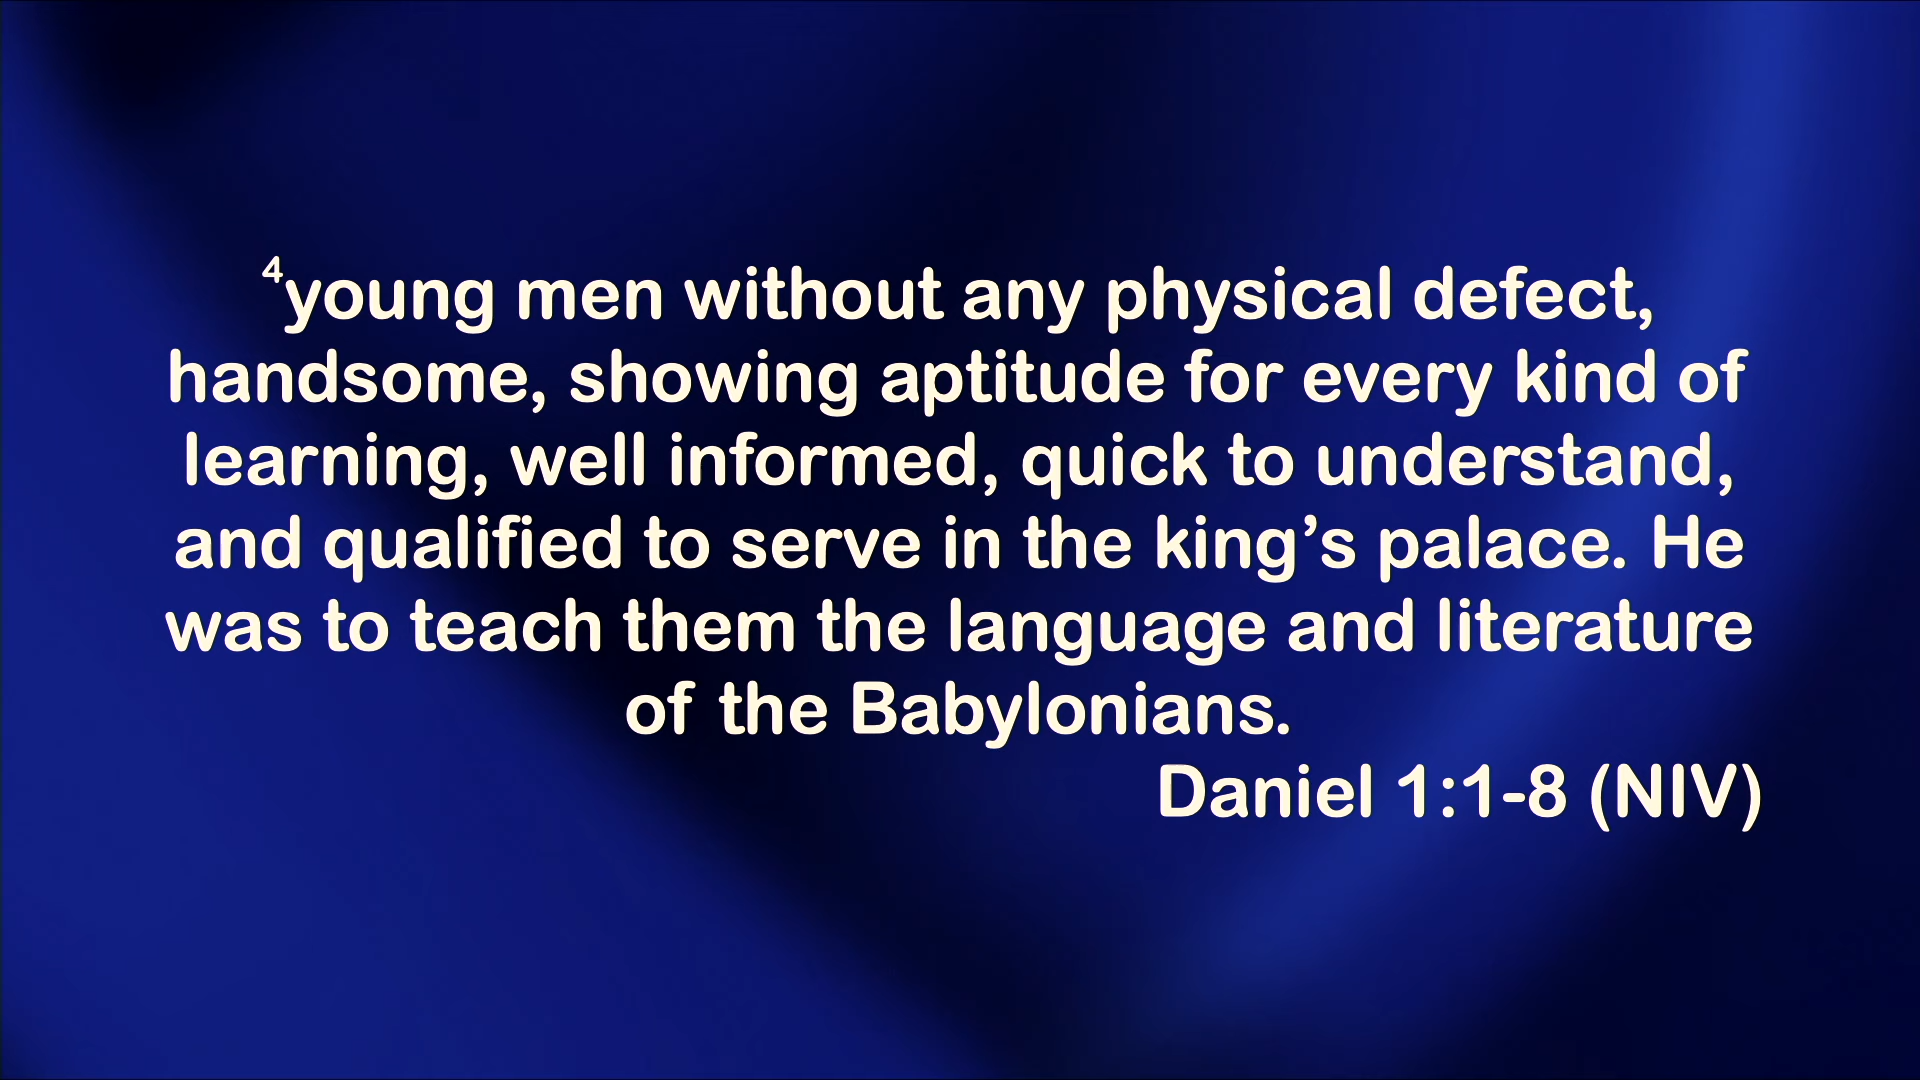 ⁴young men without any physical defect,
handsome, showing aptitude for every kind of
learning, well informed, quick to understand,
and qualified to serve in the king’s palace. He
was to teach them the language and literature
of the Babylonians.
Daniel 1:1-8 (NIV)